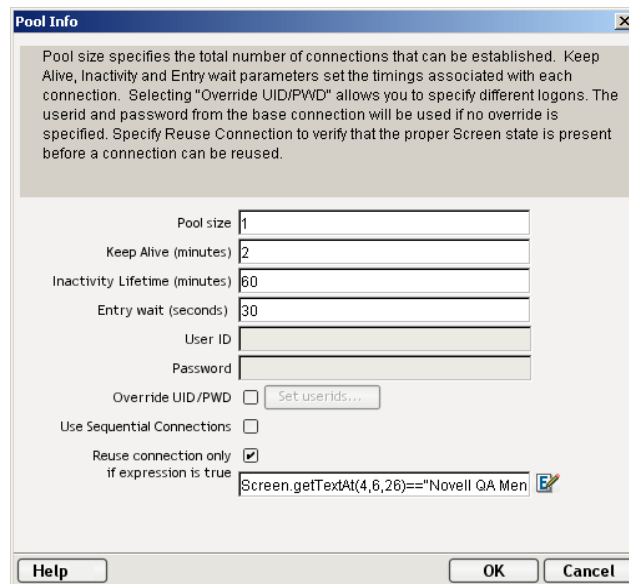 Pool Info
Pool size specifies the total number of connections that can be established. Keep
Alive, Inactivity and Entry wait parameters set the timings associated with each
connection. Selecting "Override UID/PWD" allows you to specify different logons. The
userid and password from the base connection will be used if no override is
specified. Specify Reuse Connection to verify that the proper Screen state is present
before a connection can be reused.
Pool size 1
Keep Alive (minutes) 2
Inactivity Lifetime (minutes) 60
Entry wait (seconds) 30
User ID
Password
Override UID/PWD Set userids...
Use Sequential Connections
Reuse connection only
if expression is true
Screen.getTextAt(4,6,26)=="Novell QA Men
Help OK Cancel